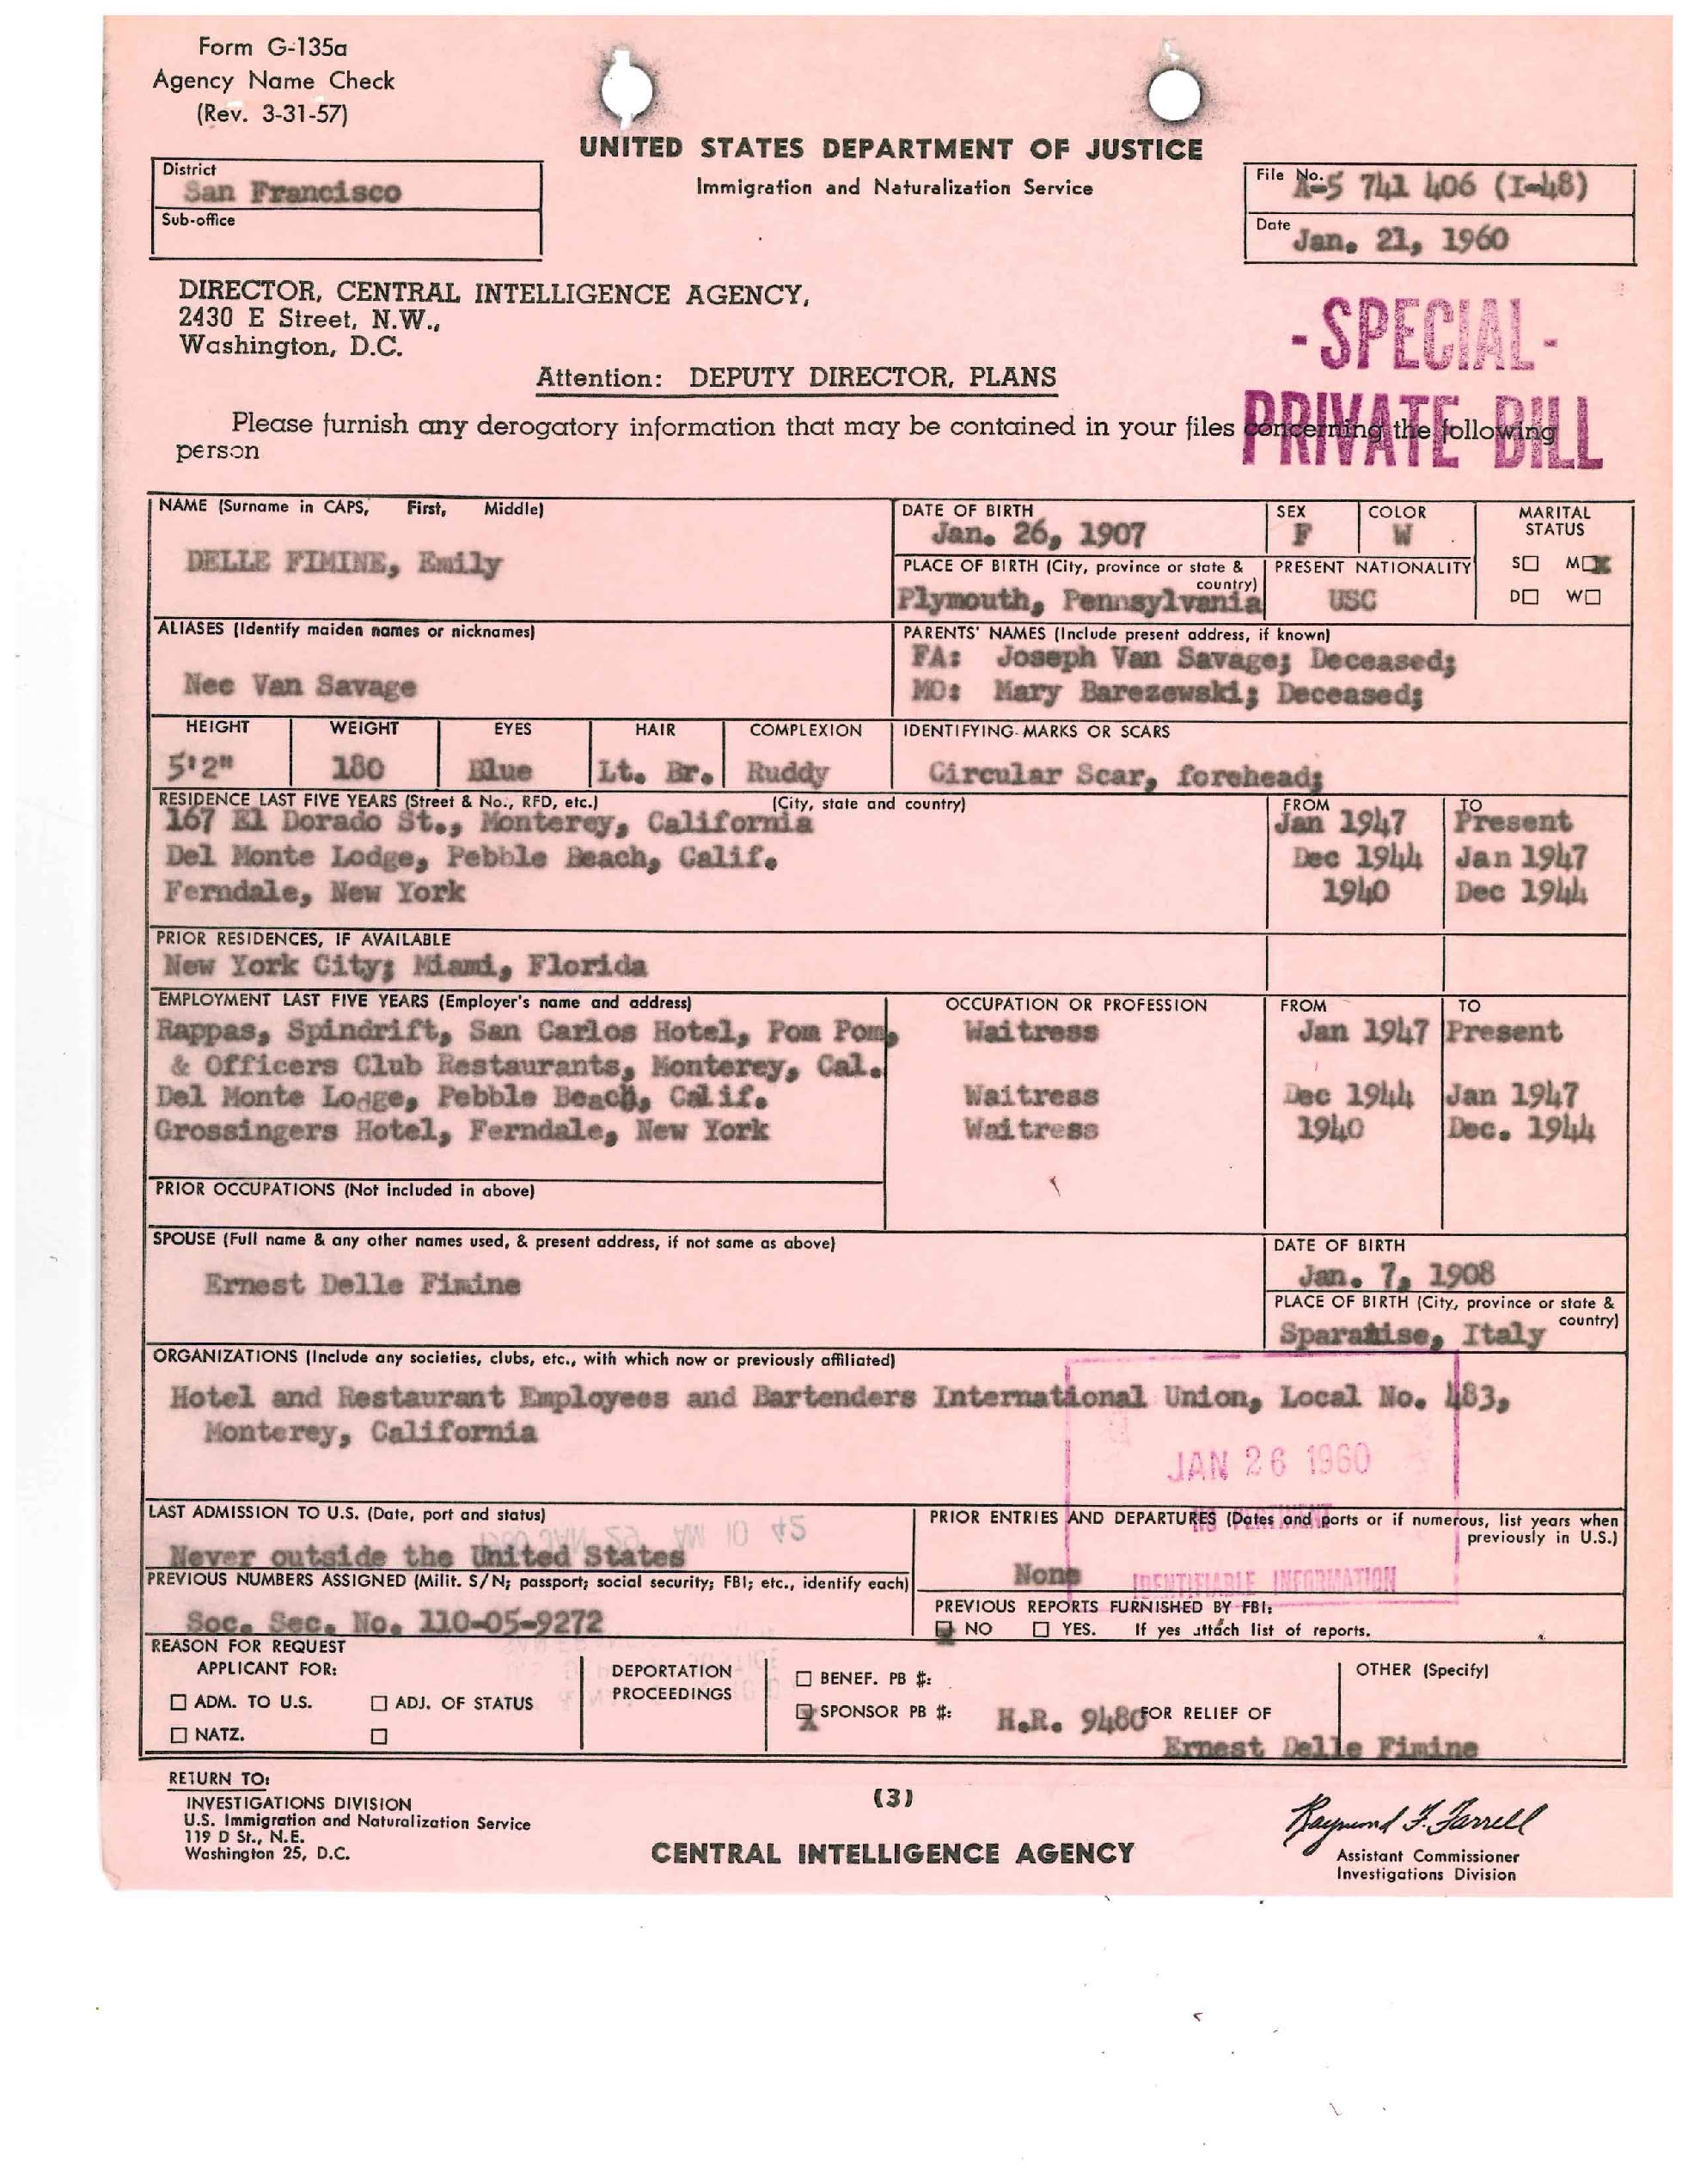 Form G-135a
Agency Name Check
(Rev. 3-31-57)
UNITED STATES DEPARTMENT OF JUSTICE
Immigration and Naturalization Service
District
San Francisco
Sub-office
File No.
A-5 741 406 (I-48)
Date
Jan. 21, 1960
DIRECTOR, CENTRAL INTELLIGENCE AGENCY,
2430 E Street, N.W.,
Washington, D.C.
- SPECIAL -
PRIVATE BILL
Attention: DEPUTY DIRECTOR, PLANS
Please furnish any derogatory information that may be contained in your files concerning the following
person
NAME (Surname in CAPS, First, Middle)
DELLE FIMINE, Emily
DATE OF BIRTH
Jan. 26, 1907
SEX
F
COLOR
W
MARITAL
STATUS
S☐ M☒
D☐ W☐
PLACE OF BIRTH (City, province or state &
country)
Plymouth, Pennsylvania
PRESENT NATIONALITY
USC
ALIASES (Identify maiden names or nicknames)
Nee Van Savage
PARENTS' NAMES (Include present address, if known)
FA: Joseph Van Savage; Deceased;
MO: Mary Barezewski; Deceased;
HEIGHT
5'2"
WEIGHT
180
EYES
Blue
HAIR
Lt. Br.
COMPLEXION
Ruddy
IDENTIFYING MARKS OR SCARS
Circular Scar, forehead;
RESIDENCE LAST FIVE YEARS (Street & No., RFD, etc.) (City, state and country) FROM TO
167 El Dorado St., Monterey, California Jan 1947 Present
Del Monte Lodge, Pebble Beach, Calif. Dec 1944 Jan 1947
Ferndale, New York 1940 Dec 1944
PRIOR RESIDENCES, IF AVAILABLE
New York City; Miami, Florida
EMPLOYMENT LAST FIVE YEARS (Employer's name and address) OCCUPATION OR PROFESSION FROM TO
Rappas, Spindrift, San Carlos Hotel, Pom Pom, Waitress Jan 1947 Present
& Officers Club Restaurants, Monterey, Cal.
Del Monte Lodge, Pebble Beach, Calif. Waitress Dec 1944 Jan 1947
Grossingers Hotel, Ferndale, New York Waitress 1940 Dec. 1944
PRIOR OCCUPATIONS (Not included in above)
SPOUSE (Full name & any other names used, & present address, if not same as above)
Ernest Delle Fimine
DATE OF BIRTH
Jan. 7, 1908
PLACE OF BIRTH (City, province or state &
country)
Italy
ORGANIZATIONS (Include any societies, clubs, etc., with which now or previously affiliated)
Hotel and Restaurant Employees and Bartenders International Union, Local No. 483,
Monterey, California
JAN 26 1960
NO PERTINENT
IDENTIFIABLE INFORMATION
LAST ADMISSION TO U.S. (Date, port and status)
Never outside the United States
PRIOR ENTRIES AND DEPARTURES (Dates and ports or if numerous, list years when
previously in U.S.)
None
PREVIOUS NUMBERS ASSIGNED (Milit. S/N; passport; social security; FBI; etc., identify each)
Soc. Sec. No. 110-05-9272
PREVIOUS REPORTS FURNISHED BY FBI:
☒ NO ☐ YES. If yes attach list of reports.
REASON FOR REQUEST
APPLICANT FOR:
☐ ADM. TO U.S. ☐ ADJ. OF STATUS
☐ NATZ. ☐
DEPORTATION
PROCEEDINGS
☐ BENEF. PB #:
☒ SPONSOR PB #: H.R. 9480 FOR RELIEF OF
Ernest Delle Fimine
OTHER (Specify)
RETURN TO:
INVESTIGATIONS DIVISION
U.S. Immigration and Naturalization Service
119 D St., N.E.
Washington 25, D.C.
(3)
CENTRAL INTELLIGENCE AGENCY
Raymond F. Farrell
Assistant Commissioner
Investigations Division